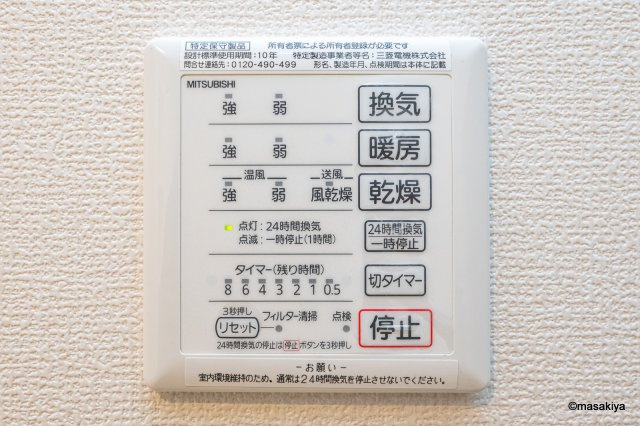 特定保守製品 所有者票による所有者登録が必要です
設計標準使用期間:10年 特定製造事業者等名:三菱電機株式会社
問合せ連絡先:0120-490-499 形名、製造年月、点検期間は本体に記載
MITSUBISHI
強 弱 換気
強 弱 暖房
温風 送風
強 弱 風乾燥 乾燥
点灯:24時間換気
点滅:一時停止(1時間)
24時間換気
一時停止
タイマー(残り時間)
8 6 4 3 2 1 0.5
切タイマー
3秒押し
リセット フィルター清掃 点検
停止
24時間換気の停止は停止ボタンを3秒押し
-お願い-
室内環境維持のため、通常は24時間換気を停止させないでください。
©masakiya